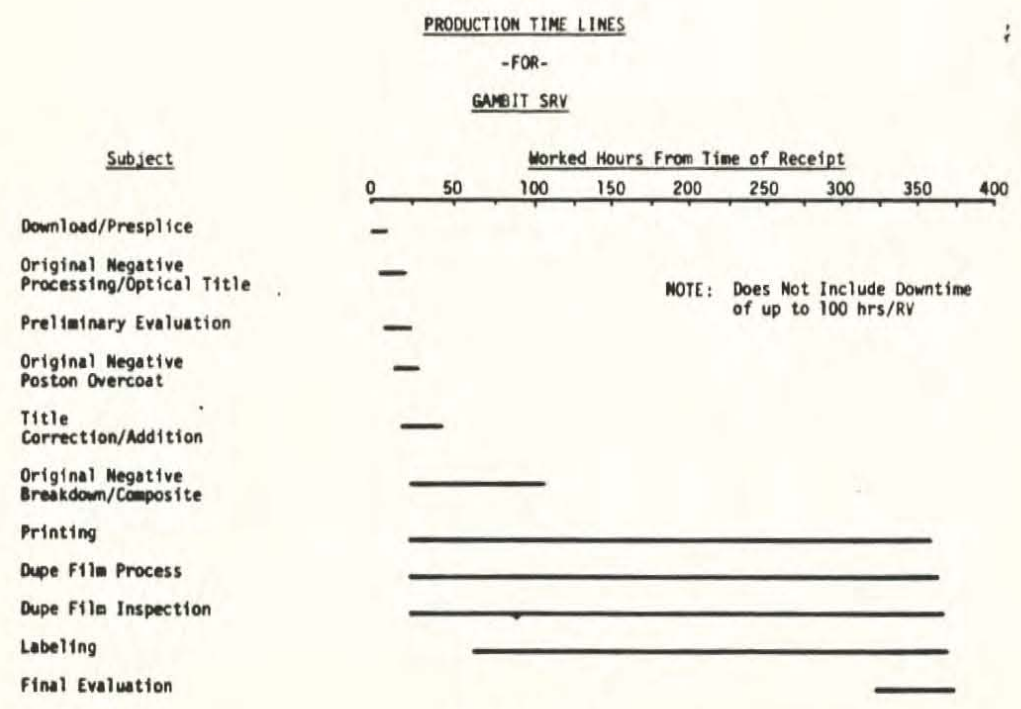 PRODUCTION TIME LINES
-FOR-
GAMBIT SRV
Subject
Worked Hours From Time of Receipt
0 50 100 150 200 250 300 350 400
Download/Presplice
Original Negative
Processing/Optical Title
NOTE: Does Not Include Downtime
of up to 100 hrs/RV
Preliminary Evaluation
Original Negative
Poston Overcoat
Title
Correction/Addition
Original Negative
Breakdown/Composite
Printing
Dupe Film Process
Dupe Film Inspection
Labeling
Final Evaluation